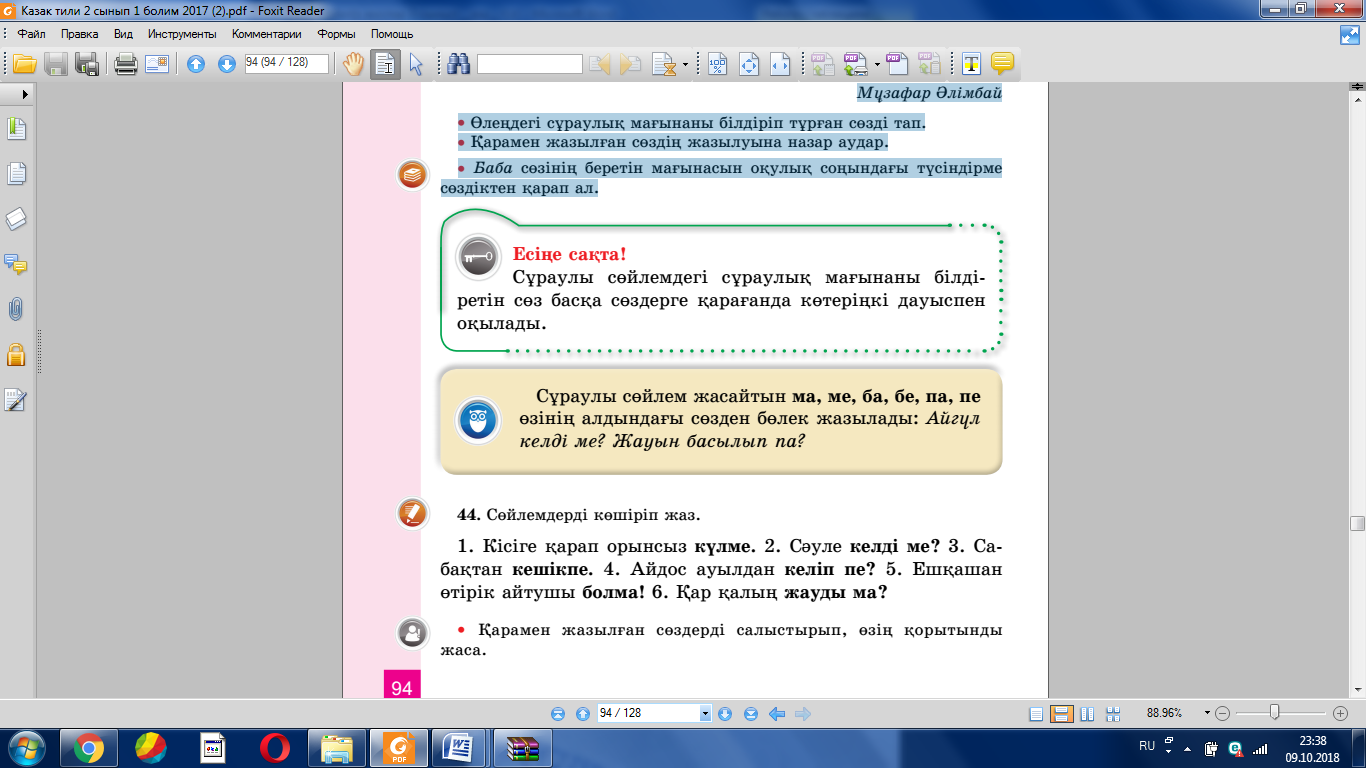 Казак тили 2 сынып 1 болим 2017 (2).pdf - Foxit Reader
Файл Правка Вид Инструменты Комментарии Формы Помощь
94 (94 / 128)
Мұзафар Әлімбай
• Өлеңдегі сұраулық мағынаны білдіріп тұрған сөзді тап.
• Қарамен жазылған сөздің жазылуына назар аудар.
• Баба сөзінің беретін мағынасын оқулық соңындағы түсіндірме
сөздіктен қарап ал.
Есіңе сақта!
Сұраулы сөйлемдегі сұраулық мағынаны білді-
ретін сөз басқа сөздерге қарағанда көтеріңкі дауыспен
оқылады.
Сұраулы сөйлем жасайтын ма, ме, ба, бе, па, пе
өзінің алдындағы сөзден бөлек жазылады: Айгүл
келді ме? Жауын басылып па?
44. Сөйлемдерді көшіріп жаз.
1. Кісіге қарап орынсыз күлме. 2. Сәуле келді ме? 3. Са-
бақтан кешікпе. 4. Айдос ауылдан келіп пе? 5. Ешқашан
өтірік айтушы болма! 6. Қар қалың жауды ма?
• Қарамен жазылған сөздерді салыстырып, өзің қорытынды
жаса.
94
94 / 128
88.96%
RU
23:38
09.10.2018